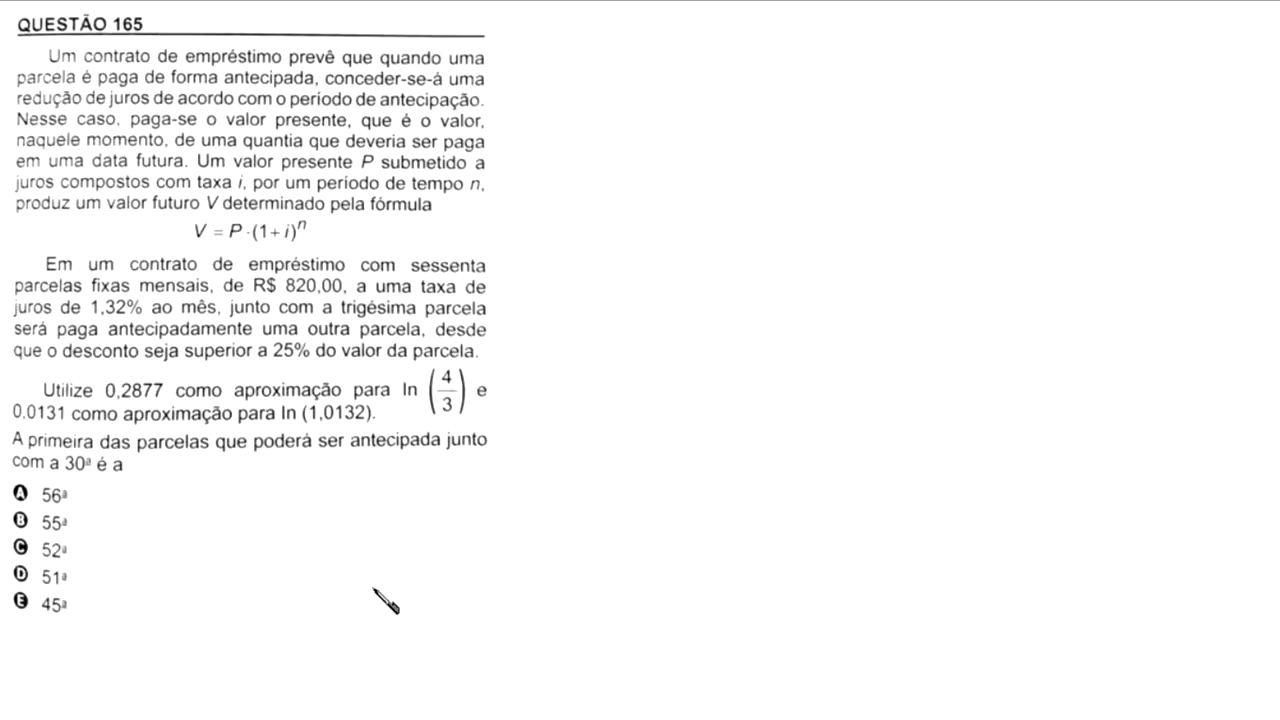 QUESTÃO 165
Um contrato de empréstimo prevê que quando uma
parcela é paga de forma antecipada, conceder-se-á uma
redução de juros de acordo com o período de antecipação.
Nesse caso, paga-se o valor presente, que é o valor,
naquele momento, de uma quantia que deveria ser paga
em uma data futura. Um valor presente P submetido a
juros compostos com taxa i, por um período de tempo n,
produz um valor futuro V determinado pela fórmula
V = P · (1 + i)ⁿ
Em um contrato de empréstimo com sessenta
parcelas fixas mensais, de R$ 820,00, a uma taxa de
juros de 1,32% ao mês, junto com a trigésima parcela
será paga antecipadamente uma outra parcela, desde
que o desconto seja superior a 25% do valor da parcela.
Utilize 0,2877 como aproximação para ln (4/3) e
0,0131 como aproximação para ln (1,0132).
A primeira das parcelas que poderá ser antecipada junto
com a 30ª é a
A 56ª
B 55ª
C 52ª
D 51ª
E 45ª